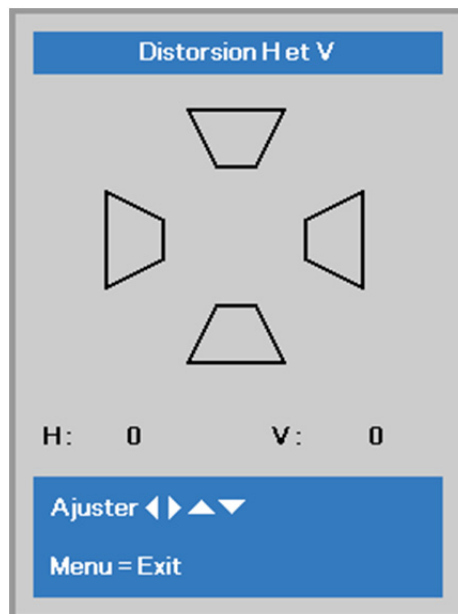 Distorsion H et V
H: 0 V: 0
Ajuster ◀ ▶ ▲ ▼
Menu = Exit